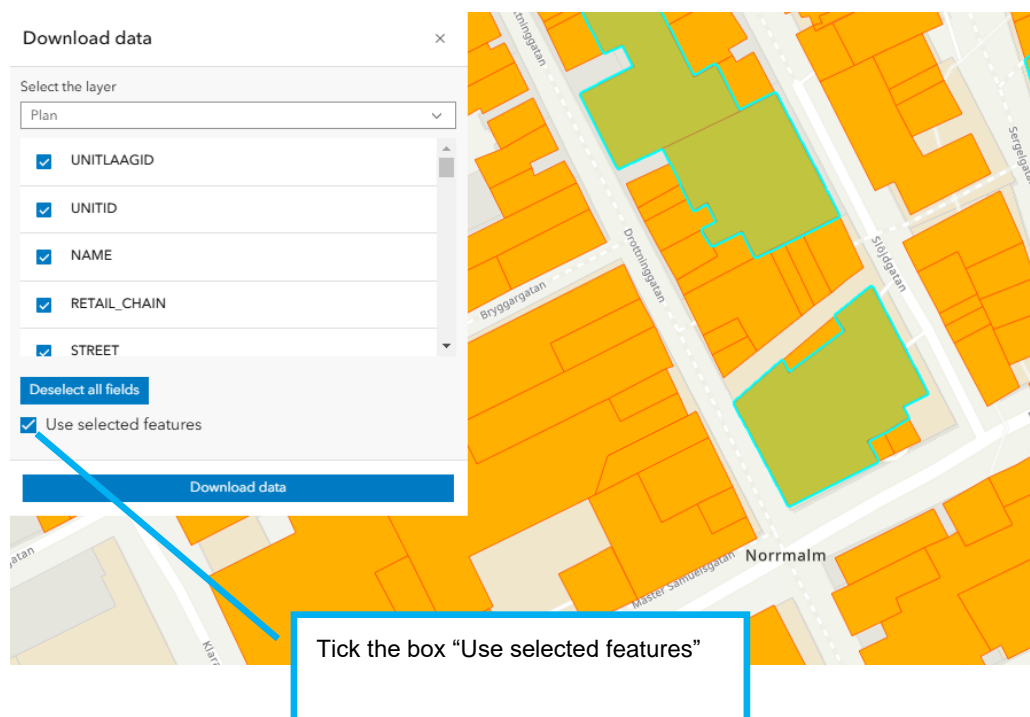 Download data
×
Select the layer
Plan
UNITLAAGID
UNITID
NAME
RETAIL_CHAIN
STREET
Deselect all fields
Use selected features
Download data
Drottninggatan
Bryggargatan
Slöjdgatan
Norrmalm
Mäster Samuelsgatan
Klara
Tick the box “Use selected features”